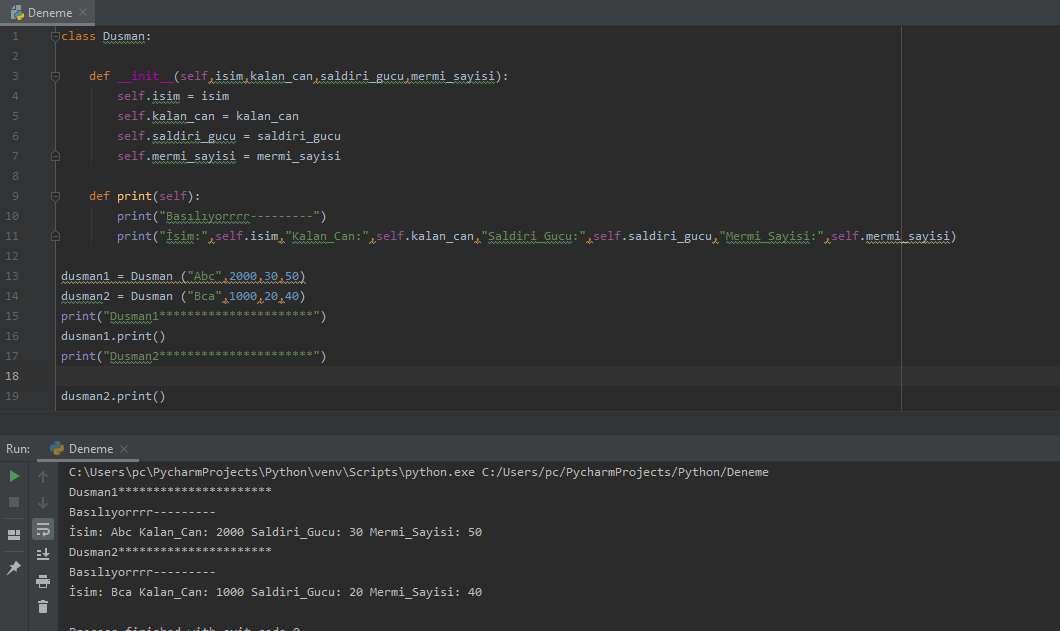 Deneme
1 class Dusman:
2
3 def __init__(self,isim,kalan_can,saldiri_gucu,mermi_sayisi):
4 self.isim = isim
5 self.kalan_can = kalan_can
6 self.saldiri_gucu = saldiri_gucu
7 self.mermi_sayisi = mermi_sayisi
8
9 def print(self):
10 print("Basılıyorrrr---------")
11 print("İsim:",self.isim,"Kalan_Can:",self.kalan_can,"Saldiri_Gucu:",self.saldiri_gucu,"Mermi_Sayisi:",self.mermi_sayisi)
12
13 dusman1 = Dusman ("Abc",2000,30,50)
14 dusman2 = Dusman ("Bca",1000,20,40)
15 print("Dusman1**********************")
16 dusman1.print()
17 print("Dusman2**********************")
18
19 dusman2.print()
Run: Deneme
C:\Users\pc\PycharmProjects\Python\venv\Scripts\python.exe C:/Users/pc/PycharmProjects/Python/Deneme
Dusman1**********************
Basılıyorrrr---------
İsim: Abc Kalan_Can: 2000 Saldiri_Gucu: 30 Mermi_Sayisi: 50
Dusman2**********************
Basılıyorrrr---------
İsim: Bca Kalan_Can: 1000 Saldiri_Gucu: 20 Mermi_Sayisi: 40
Process finished with exit code 0